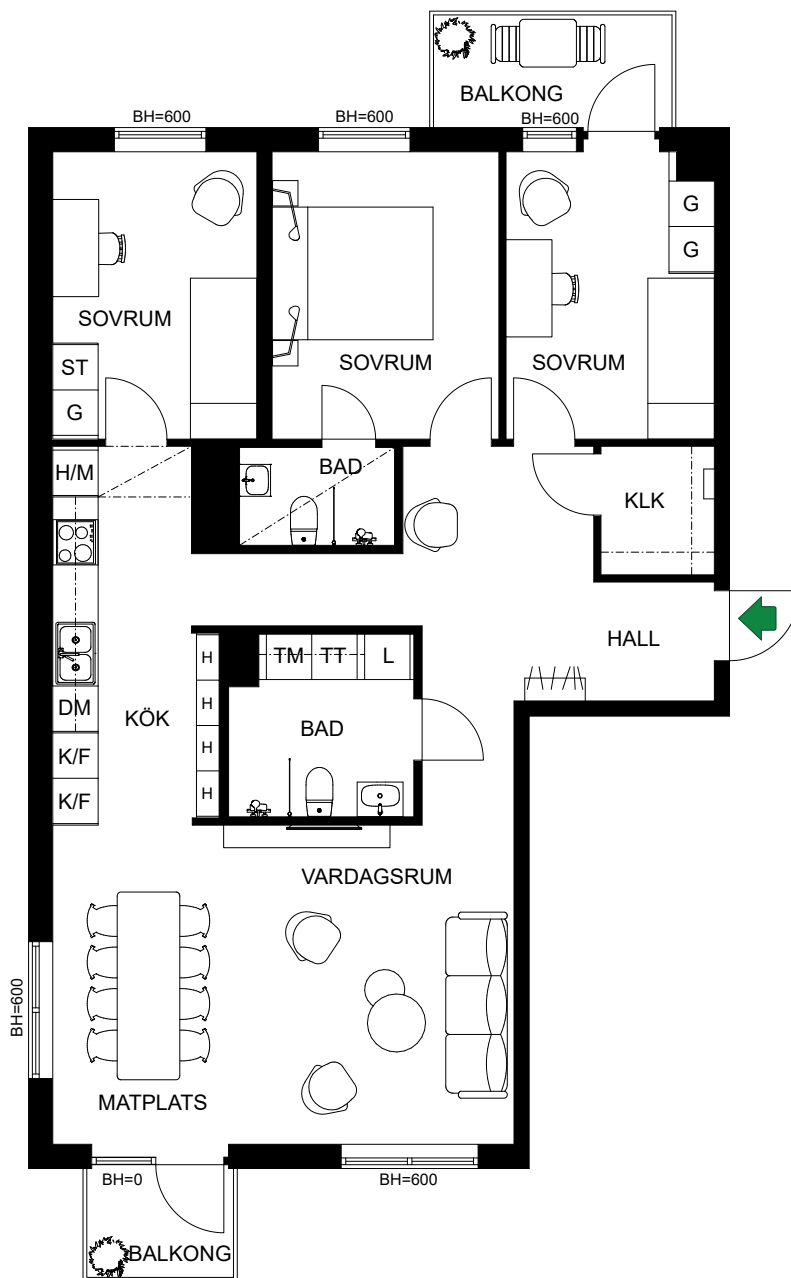 BALKONG
BH=600
BH=600
BH=600
G
G
SOVRUM
SOVRUM
SOVRUM
ST
G
H/M
BAD
KLK
HALL
TM
TT
L
H
H
H
H
DM
KÖK
BAD
K/F
K/F
VARDAGSRUM
BH=600
MATPLATS
BH=0
BH=600
BALKONG